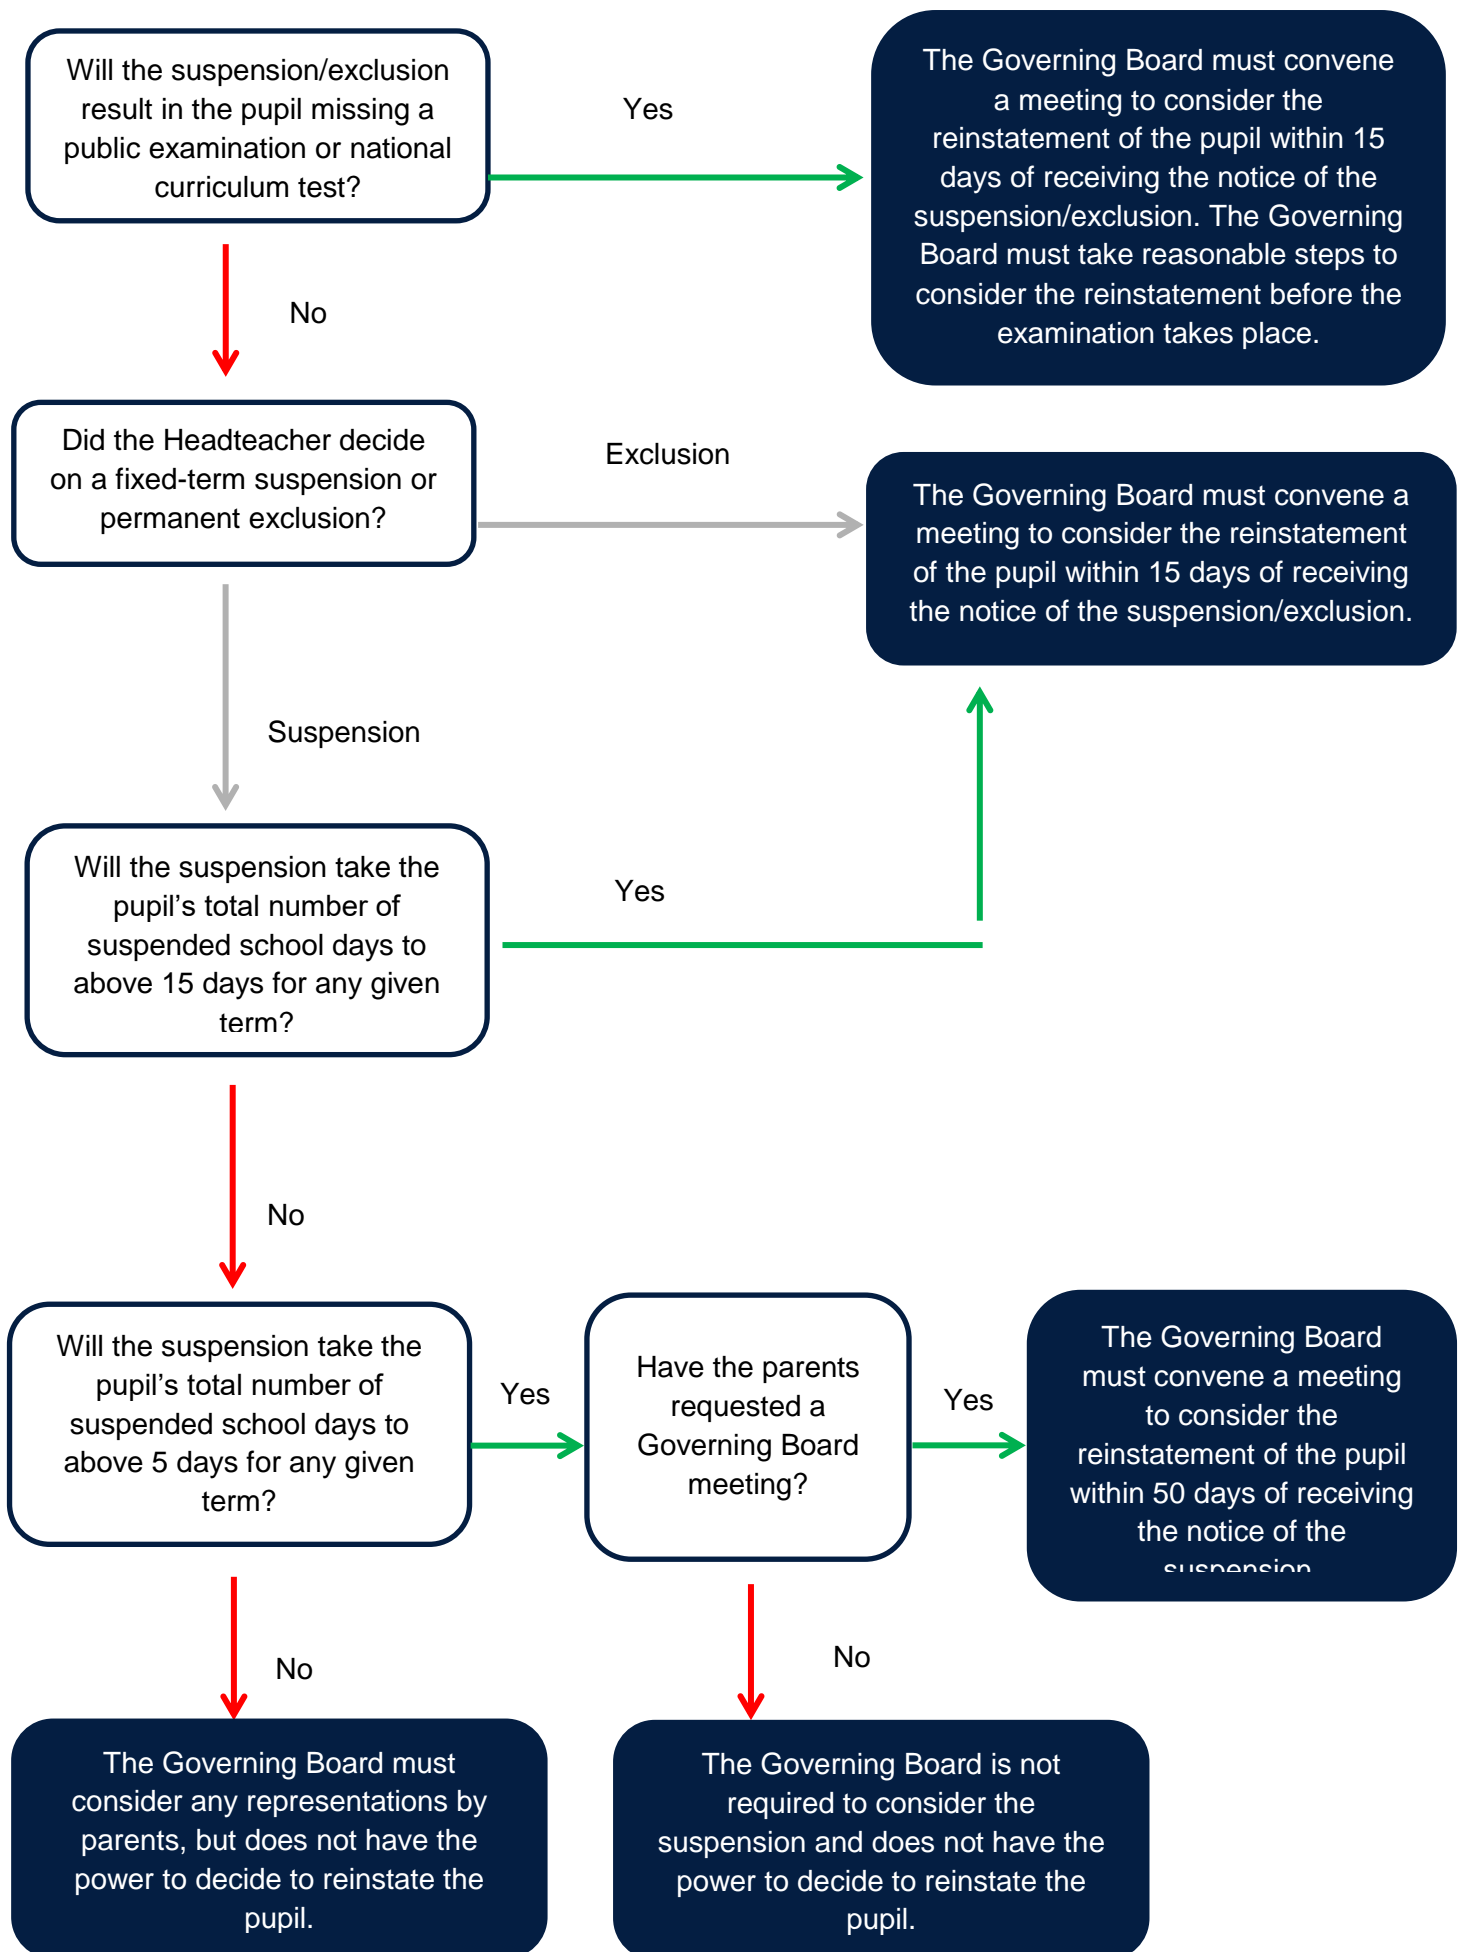 Will the suspension/exclusion
result in the pupil missing a
public examination or national
curriculum test?
Yes
The Governing Board must convene
a meeting to consider the
reinstatement of the pupil within 15
days of receiving the notice of the
suspension/exclusion. The Governing
Board must take reasonable steps to
consider the reinstatement before the
examination takes place.
No
Did the Headteacher decide
on a fixed-term suspension or
permanent exclusion?
Exclusion
The Governing Board must convene a
meeting to consider the reinstatement
of the pupil within 15 days of receiving
the notice of the suspension/exclusion.
Suspension
Will the suspension take the
pupil’s total number of
suspended school days to
above 15 days for any given
term?
Yes
No
Will the suspension take the
pupil’s total number of
suspended school days to
above 5 days for any given
term?
Yes
Have the parents
requested a
Governing Board
meeting?
Yes
The Governing Board
must convene a meeting
to consider the
reinstatement of the pupil
within 50 days of receiving
the notice of the
suspension
No
No
The Governing Board must
consider any representations by
parents, but does not have the
power to decide to reinstate the
pupil.
The Governing Board is not
required to consider the
suspension and does not have the
power to decide to reinstate the
pupil.